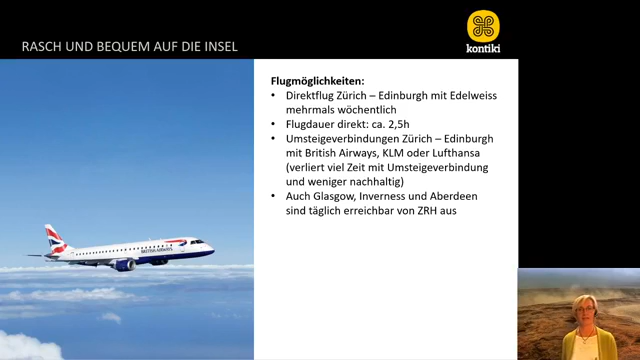 RASCH UND BEQUEM AUF DIE INSEL
kontiki
Flugmöglichkeiten:
• Direktflug Zürich – Edinburgh mit Edelweiss
mehrmals wöchentlich
• Flugdauer direkt: ca. 2,5h
• Umsteigeverbindungen Zürich – Edinburgh
mit British Airways, KLM oder Lufthansa
(verliert viel Zeit mit Umsteigeverbindung
und weniger nachhaltig)
• Auch Glasgow, Inverness und Aberdeen
sind täglich erreichbar von ZRH aus
BRITISH AIRWAYS